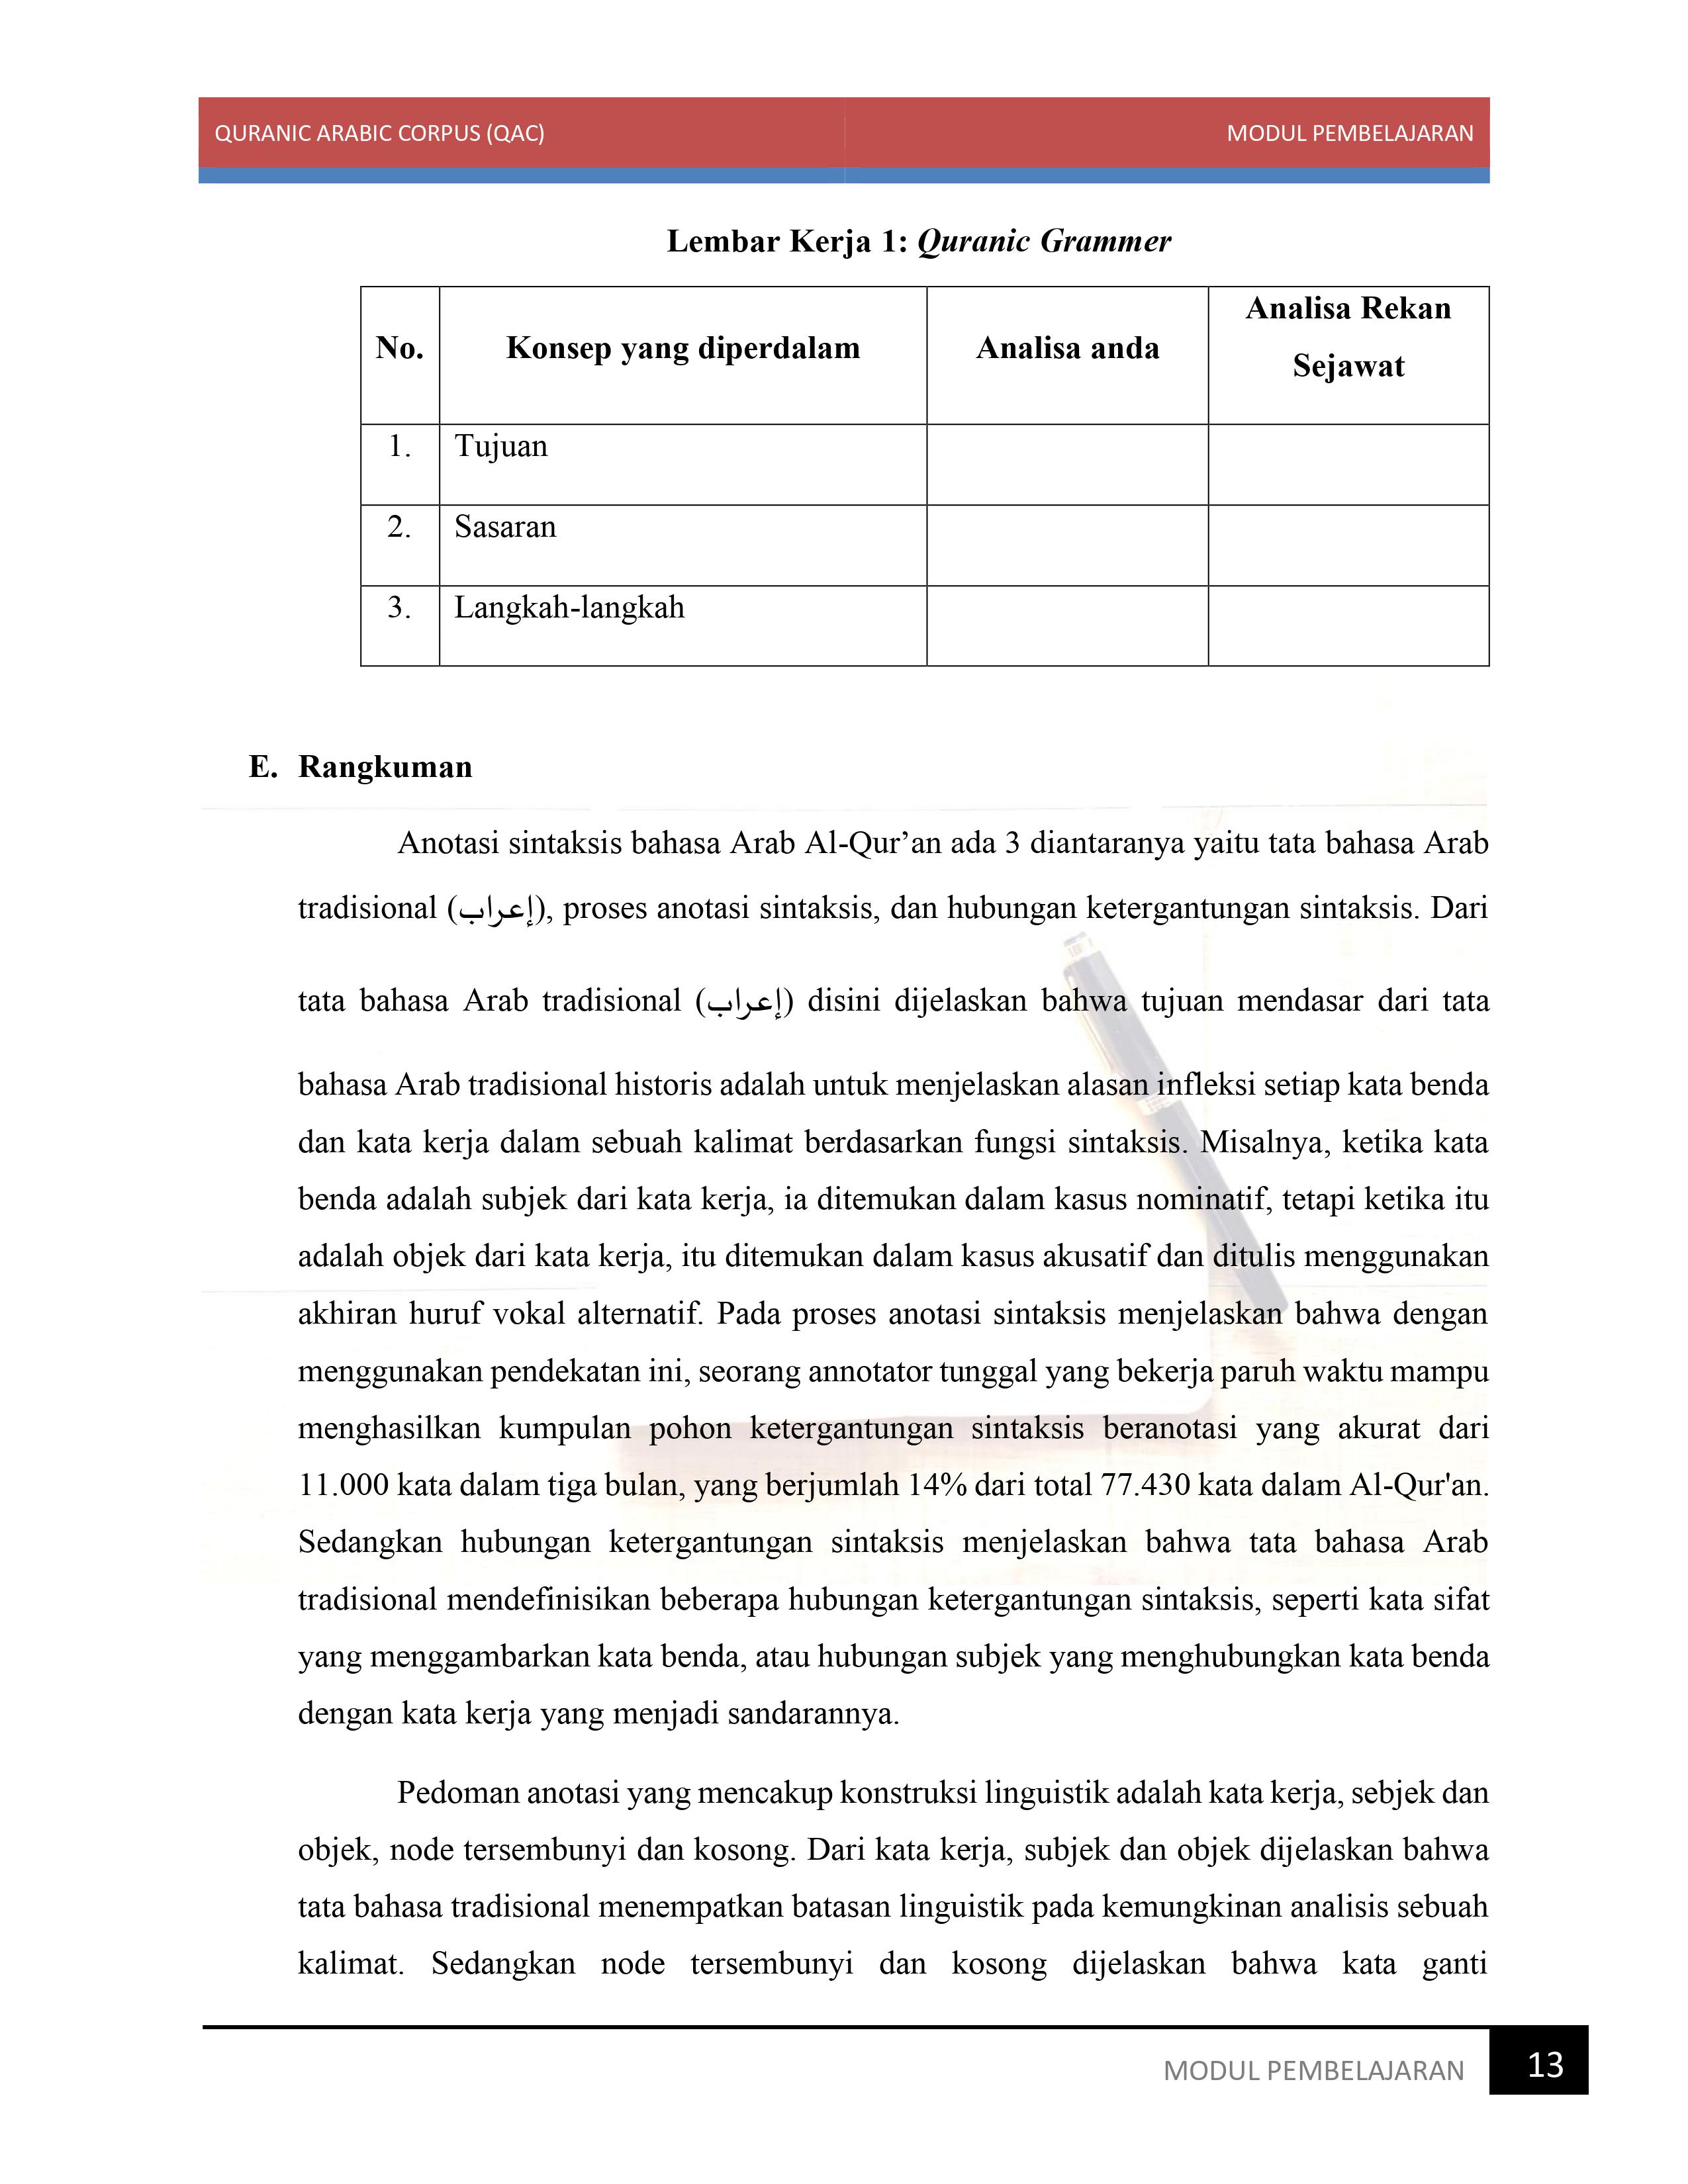 QURANIC ARABIC CORPUS (QAC) MODUL PEMBELAJARAN
Lembar Kerja 1: Quranic Grammer
No. Konsep yang diperdalam Analisa anda Analisa Rekan Sejawat
1. Tujuan
2. Sasaran
3. Langkah-langkah
E. Rangkuman
Anotasi sintaksis bahasa Arab Al-Qur’an ada 3 diantaranya yaitu tata bahasa Arab
tradisional (إعراب), proses anotasi sintaksis, dan hubungan ketergantungan sintaksis. Dari
tata bahasa Arab tradisional (إعراب) disini dijelaskan bahwa tujuan mendasar dari tata
bahasa Arab tradisional historis adalah untuk menjelaskan alasan infleksi setiap kata benda
dan kata kerja dalam sebuah kalimat berdasarkan fungsi sintaksis. Misalnya, ketika kata
benda adalah subjek dari kata kerja, ia ditemukan dalam kasus nominatif, tetapi ketika itu
adalah objek dari kata kerja, itu ditemukan dalam kasus akusatif dan ditulis menggunakan
akhiran huruf vokal alternatif. Pada proses anotasi sintaksis menjelaskan bahwa dengan
menggunakan pendekatan ini, seorang annotator tunggal yang bekerja paruh waktu mampu
menghasilkan kumpulan pohon ketergantungan sintaksis beranotasi yang akurat dari
11.000 kata dalam tiga bulan, yang berjumlah 14% dari total 77.430 kata dalam Al-Qur'an.
Sedangkan hubungan ketergantungan sintaksis menjelaskan bahwa tata bahasa Arab
tradisional mendefinisikan beberapa hubungan ketergantungan sintaksis, seperti kata sifat
yang menggambarkan kata benda, atau hubungan subjek yang menghubungkan kata benda
dengan kata kerja yang menjadi sandarannya.
Pedoman anotasi yang mencakup konstruksi linguistik adalah kata kerja, sebjek dan
objek, node tersembunyi dan kosong. Dari kata kerja, subjek dan objek dijelaskan bahwa
tata bahasa tradisional menempatkan batasan linguistik pada kemungkinan analisis sebuah
kalimat. Sedangkan node tersembunyi dan kosong dijelaskan bahwa kata ganti
MODUL PEMBELAJARAN 13